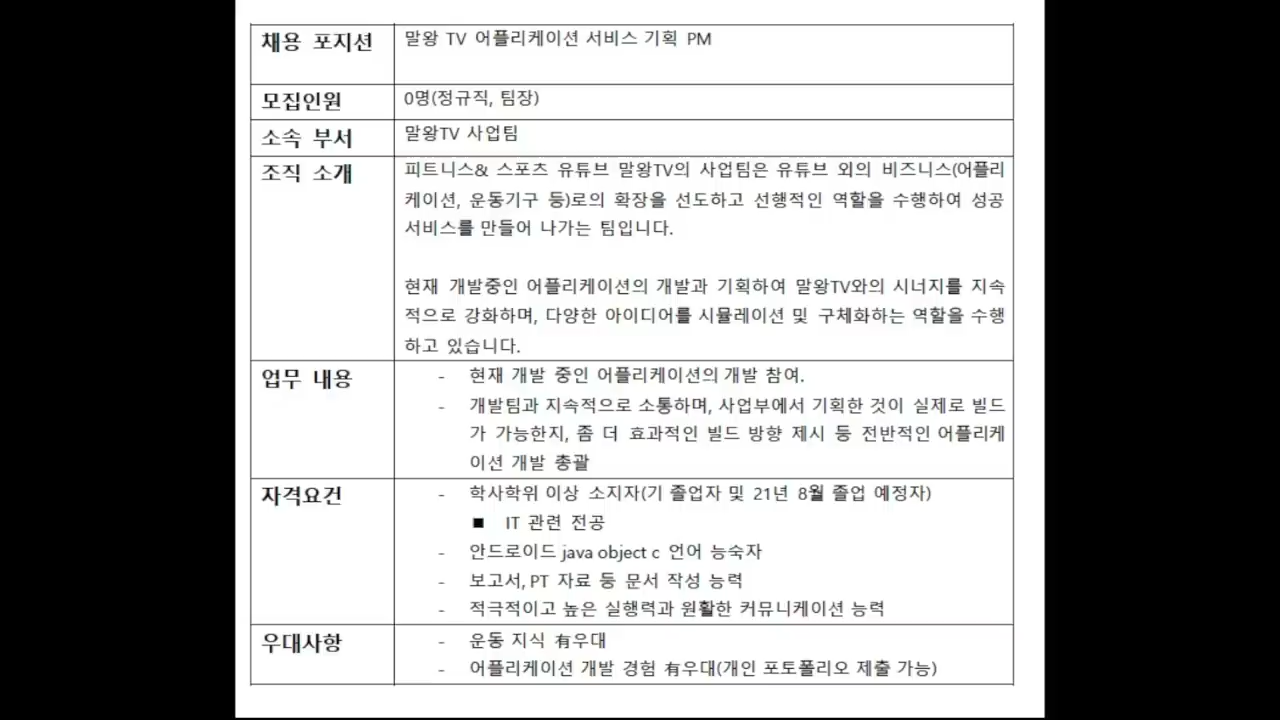 채용 포지션
말왕 TV 어플리케이션 서비스 기획 PM
모집인원
0명(정규직, 팀장)
소속 부서
말왕TV 사업팀
조직 소개
피트니스& 스포츠 유튜브 말왕TV의 사업팀은 유튜브 외의 비즈니스(어플리
케이션, 운동기구 등)로의 확장을 선도하고 선행적인 역할을 수행하여 성공
서비스를 만들어 나가는 팀입니다.
현재 개발중인 어플리케이션의 개발과 기획하여 말왕TV와의 시너지를 지속
적으로 강화하며, 다양한 아이디어를 시뮬레이션 및 구체화하는 역할을 수행
하고 있습니다.
업무 내용
- 현재 개발 중인 어플리케이션의 개발 참여.
- 개발팀과 지속적으로 소통하며, 사업부에서 기획한 것이 실제로 빌드
가 가능한지, 좀 더 효과적인 빌드 방향 제시 등 전반적인 어플리케
이션 개발 총괄
자격요건
- 학사학위 이상 소지자(기 졸업자 및 21년 8월 졸업 예정자)
■ IT 관련 전공
- 안드로이드 java object c 언어 능숙자
- 보고서, PT 자료 등 문서 작성 능력
- 적극적이고 높은 실행력과 원활한 커뮤니케이션 능력
우대사항
- 운동 지식 有우대
- 어플리케이션 개발 경험 有우대(개인 포토폴리오 제출 가능)